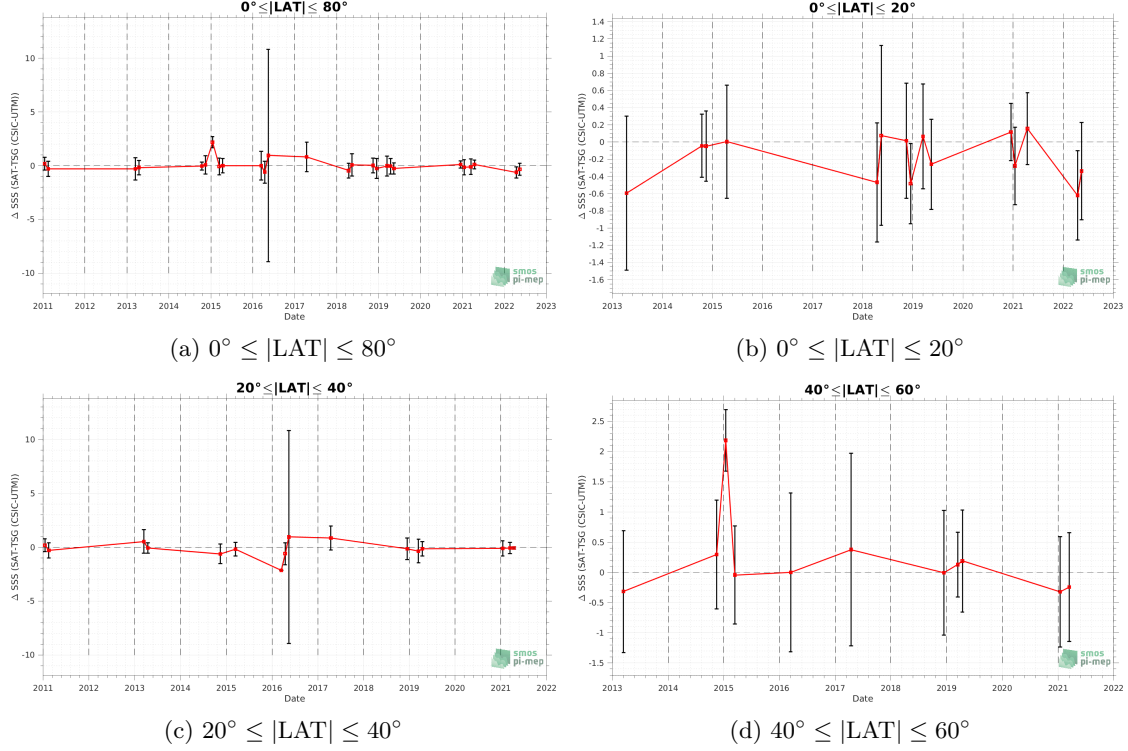 0°≤|LAT|≤ 80°
Δ SSS (SAT-TSG (CSIC-UTM))
10
5
0
-5
-10
2011 2012 2013 2014 2015 2016 2017 2018 2019 2020 2021 2022 2023
Date
smos
pi-mep
(a) 0° ≤ |LAT| ≤ 80°
0°≤|LAT|≤ 20°
Δ SSS (SAT-TSG (CSIC-UTM))
1.4
1.2
1
0.8
0.6
0.4
0.2
0
-0.2
-0.4
-0.6
-0.8
-1
-1.2
-1.4
-1.6
2013 2014 2015 2016 2017 2018 2019 2020 2021 2022 2023
Date
smos
pi-mep
(b) 0° ≤ |LAT| ≤ 20°
20°≤|LAT|≤ 40°
Δ SSS (SAT-TSG (CSIC-UTM))
10
5
0
-5
-10
2011 2012 2013 2014 2015 2016 2017 2018 2019 2020 2021 2022
Date
smos
pi-mep
(c) 20° ≤ |LAT| ≤ 40°
40°≤|LAT|≤ 60°
Δ SSS (SAT-TSG (CSIC-UTM))
2.5
2
1.5
1
0.5
0
-0.5
-1
-1.5
2013 2014 2015 2016 2017 2018 2019 2020 2021 2022
Date
smos
pi-mep
(d) 40° ≤ |LAT| ≤ 60°